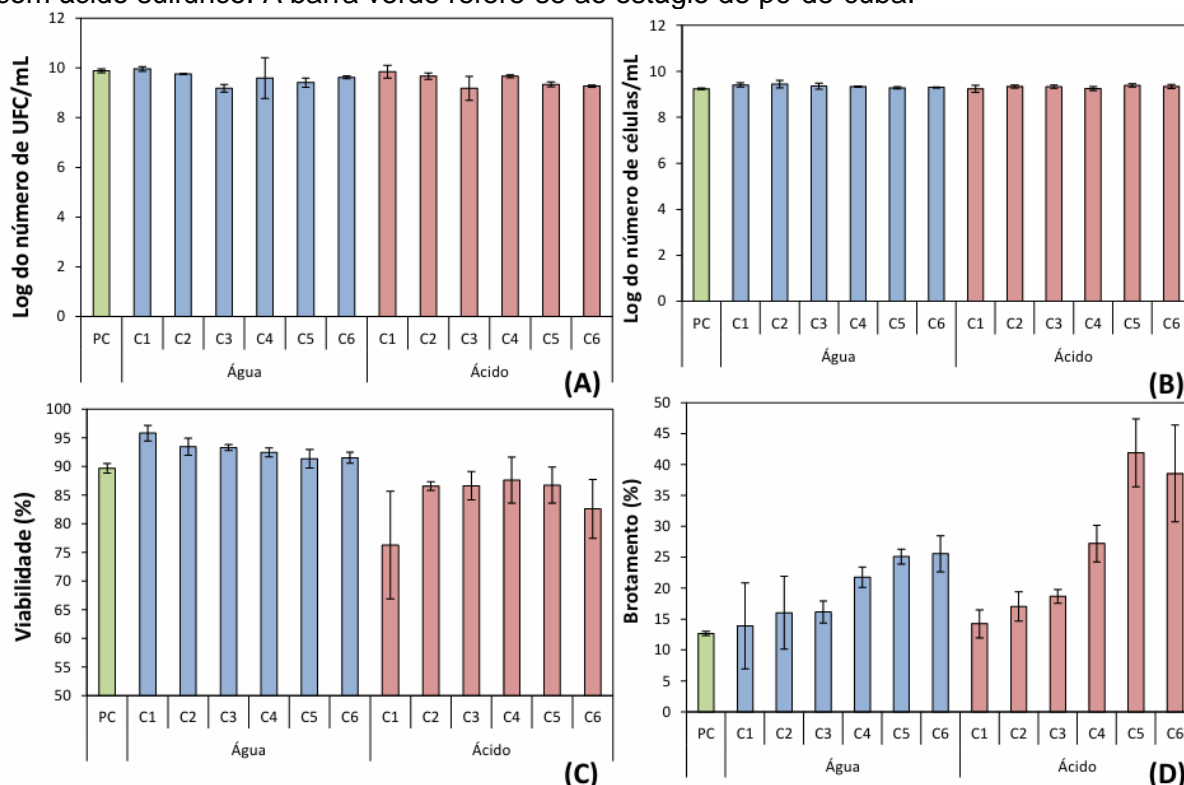 com ácido sulfúrico. A barra verde refere-se ao estágio de pé-de-cuba.
Log do número de UFC/mL
12
10
8
6
4
2
0
PC C1 C2 C3 C4 C5 C6 C1 C2 C3 C4 C5 C6
Água Ácido
(A)
Log do número de células/mL
12
10
8
6
4
2
0
PC C1 C2 C3 C4 C5 C6 C1 C2 C3 C4 C5 C6
Água Ácido
(B)
Viabilidade (%)
100
95
90
85
80
75
70
65
60
55
50
PC C1 C2 C3 C4 C5 C6 C1 C2 C3 C4 C5 C6
Água Ácido
(C)
Brotamento (%)
50
45
40
35
30
25
20
15
10
5
0
PC C1 C2 C3 C4 C5 C6 C1 C2 C3 C4 C5 C6
Água Ácido
(D)